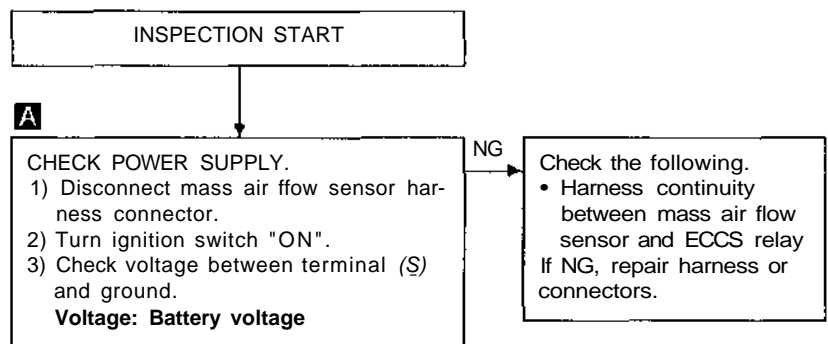 INSPECTION START
A
CHECK POWER SUPPLY.
1) Disconnect mass air ffow sensor har-
ness connector.
2) Turn ignition switch "ON".
3) Check voltage between terminal (S)
and ground.
Voltage: Battery voltage
NG
Check the following.
• Harness continuity
between mass air flow
sensor and ECCS relay
If NG, repair harness or
connectors.